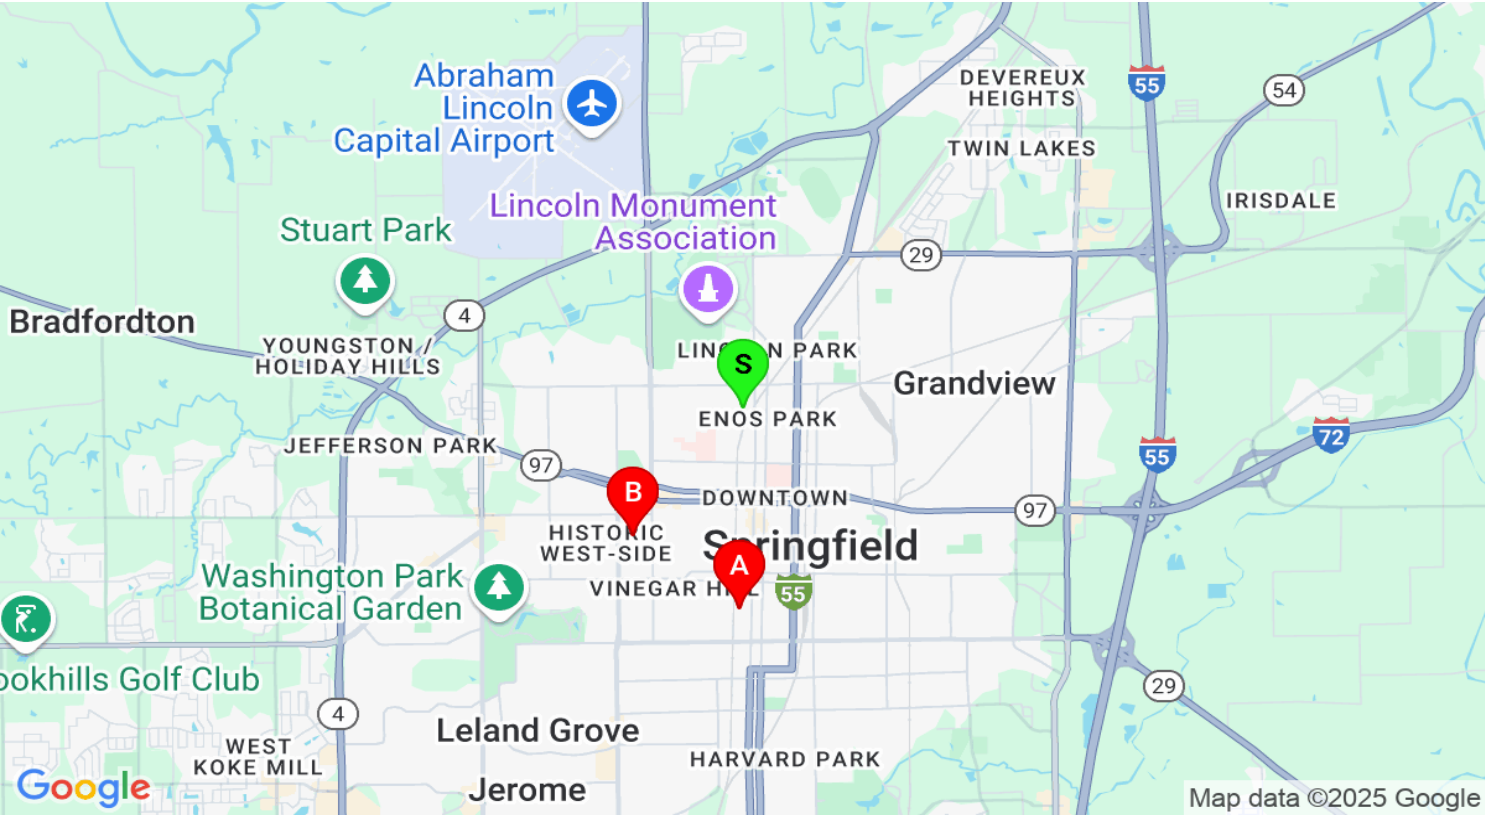 Abraham
Lincoln
Capital Airport
DEVEREUX
HEIGHTS
55
54
TWIN LAKES
Lincoln Monument
Association
IRISDALE
Stuart Park
29
4
Bradfordton
YOUNGSTON /
HOLIDAY HILLS
LINCOLN PARK
S
Grandview
ENOS PARK
JEFFERSON PARK
72
55
97
B
DOWNTOWN
97
HISTORIC
WEST-SIDE
Springfield
A
Washington Park
Botanical Garden
VINEGAR HILL
55
ookhills Golf Club
29
4
Leland Grove
WEST
KOKE MILL
HARVARD PARK
Jerome
Google
Map data ©2025 Google